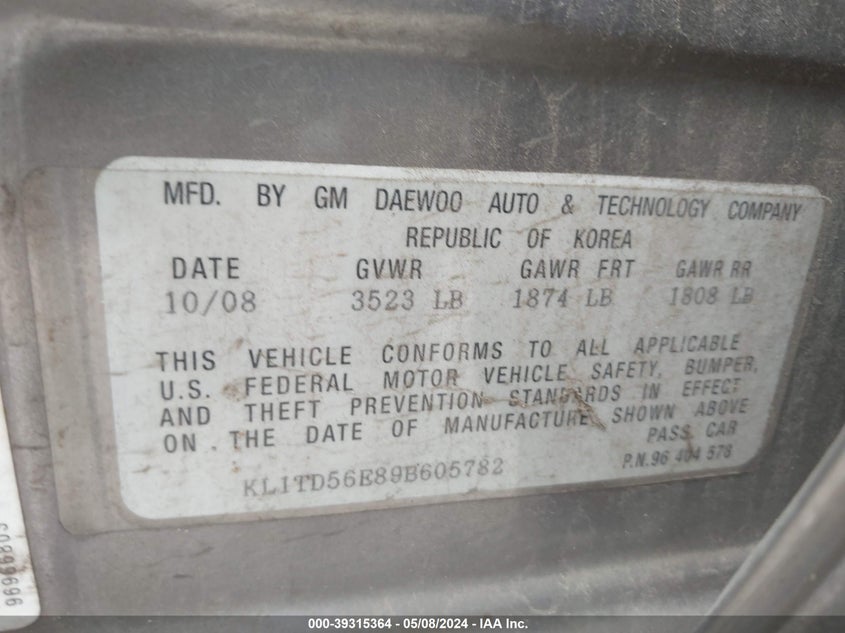 MFD. BY GM DAEWOO AUTO & TECHNOLOGY COMPANY
REPUBLIC OF KOREA
DATE GVWR GAWR FRT GAWR RR
10/08 3523 LB 1874 LB 1808 LB
THIS VEHICLE CONFORMS TO ALL APPLICABLE
U.S. FEDERAL MOTOR VEHICLE SAFETY, BUMPER,
AND THEFT PREVENTION STANDARDS IN EFFECT
ON THE DATE OF MANUFACTURE SHOWN ABOVE
PASS CAR
KL1TD56E89B605782
P.N.96 404 578
96966809
000-39315364 - 05/08/2024 - IAA Inc.